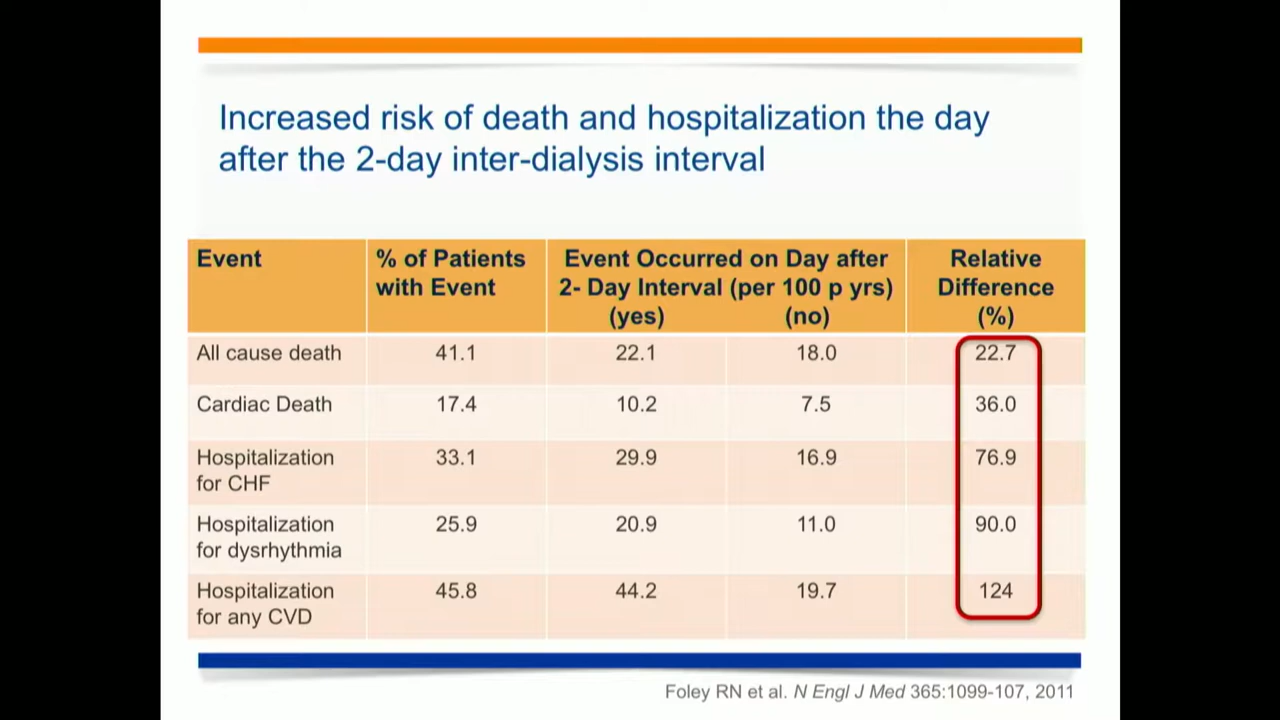 Increased risk of death and hospitalization the day
after the 2-day inter-dialysis interval
Event % of Patients Event Occurred on Day after Relative
with Event 2- Day Interval (per 100 p yrs) Difference
(yes) (no) (%)
All cause death 41.1 22.1 18.0 22.7
Cardiac Death 17.4 10.2 7.5 36.0
Hospitalization 33.1 29.9 16.9 76.9
for CHF
Hospitalization 25.9 20.9 11.0 90.0
for dysrhythmia
Hospitalization 45.8 44.2 19.7 124
for any CVD
Foley RN et al. N Engl J Med 365:1099-107, 2011